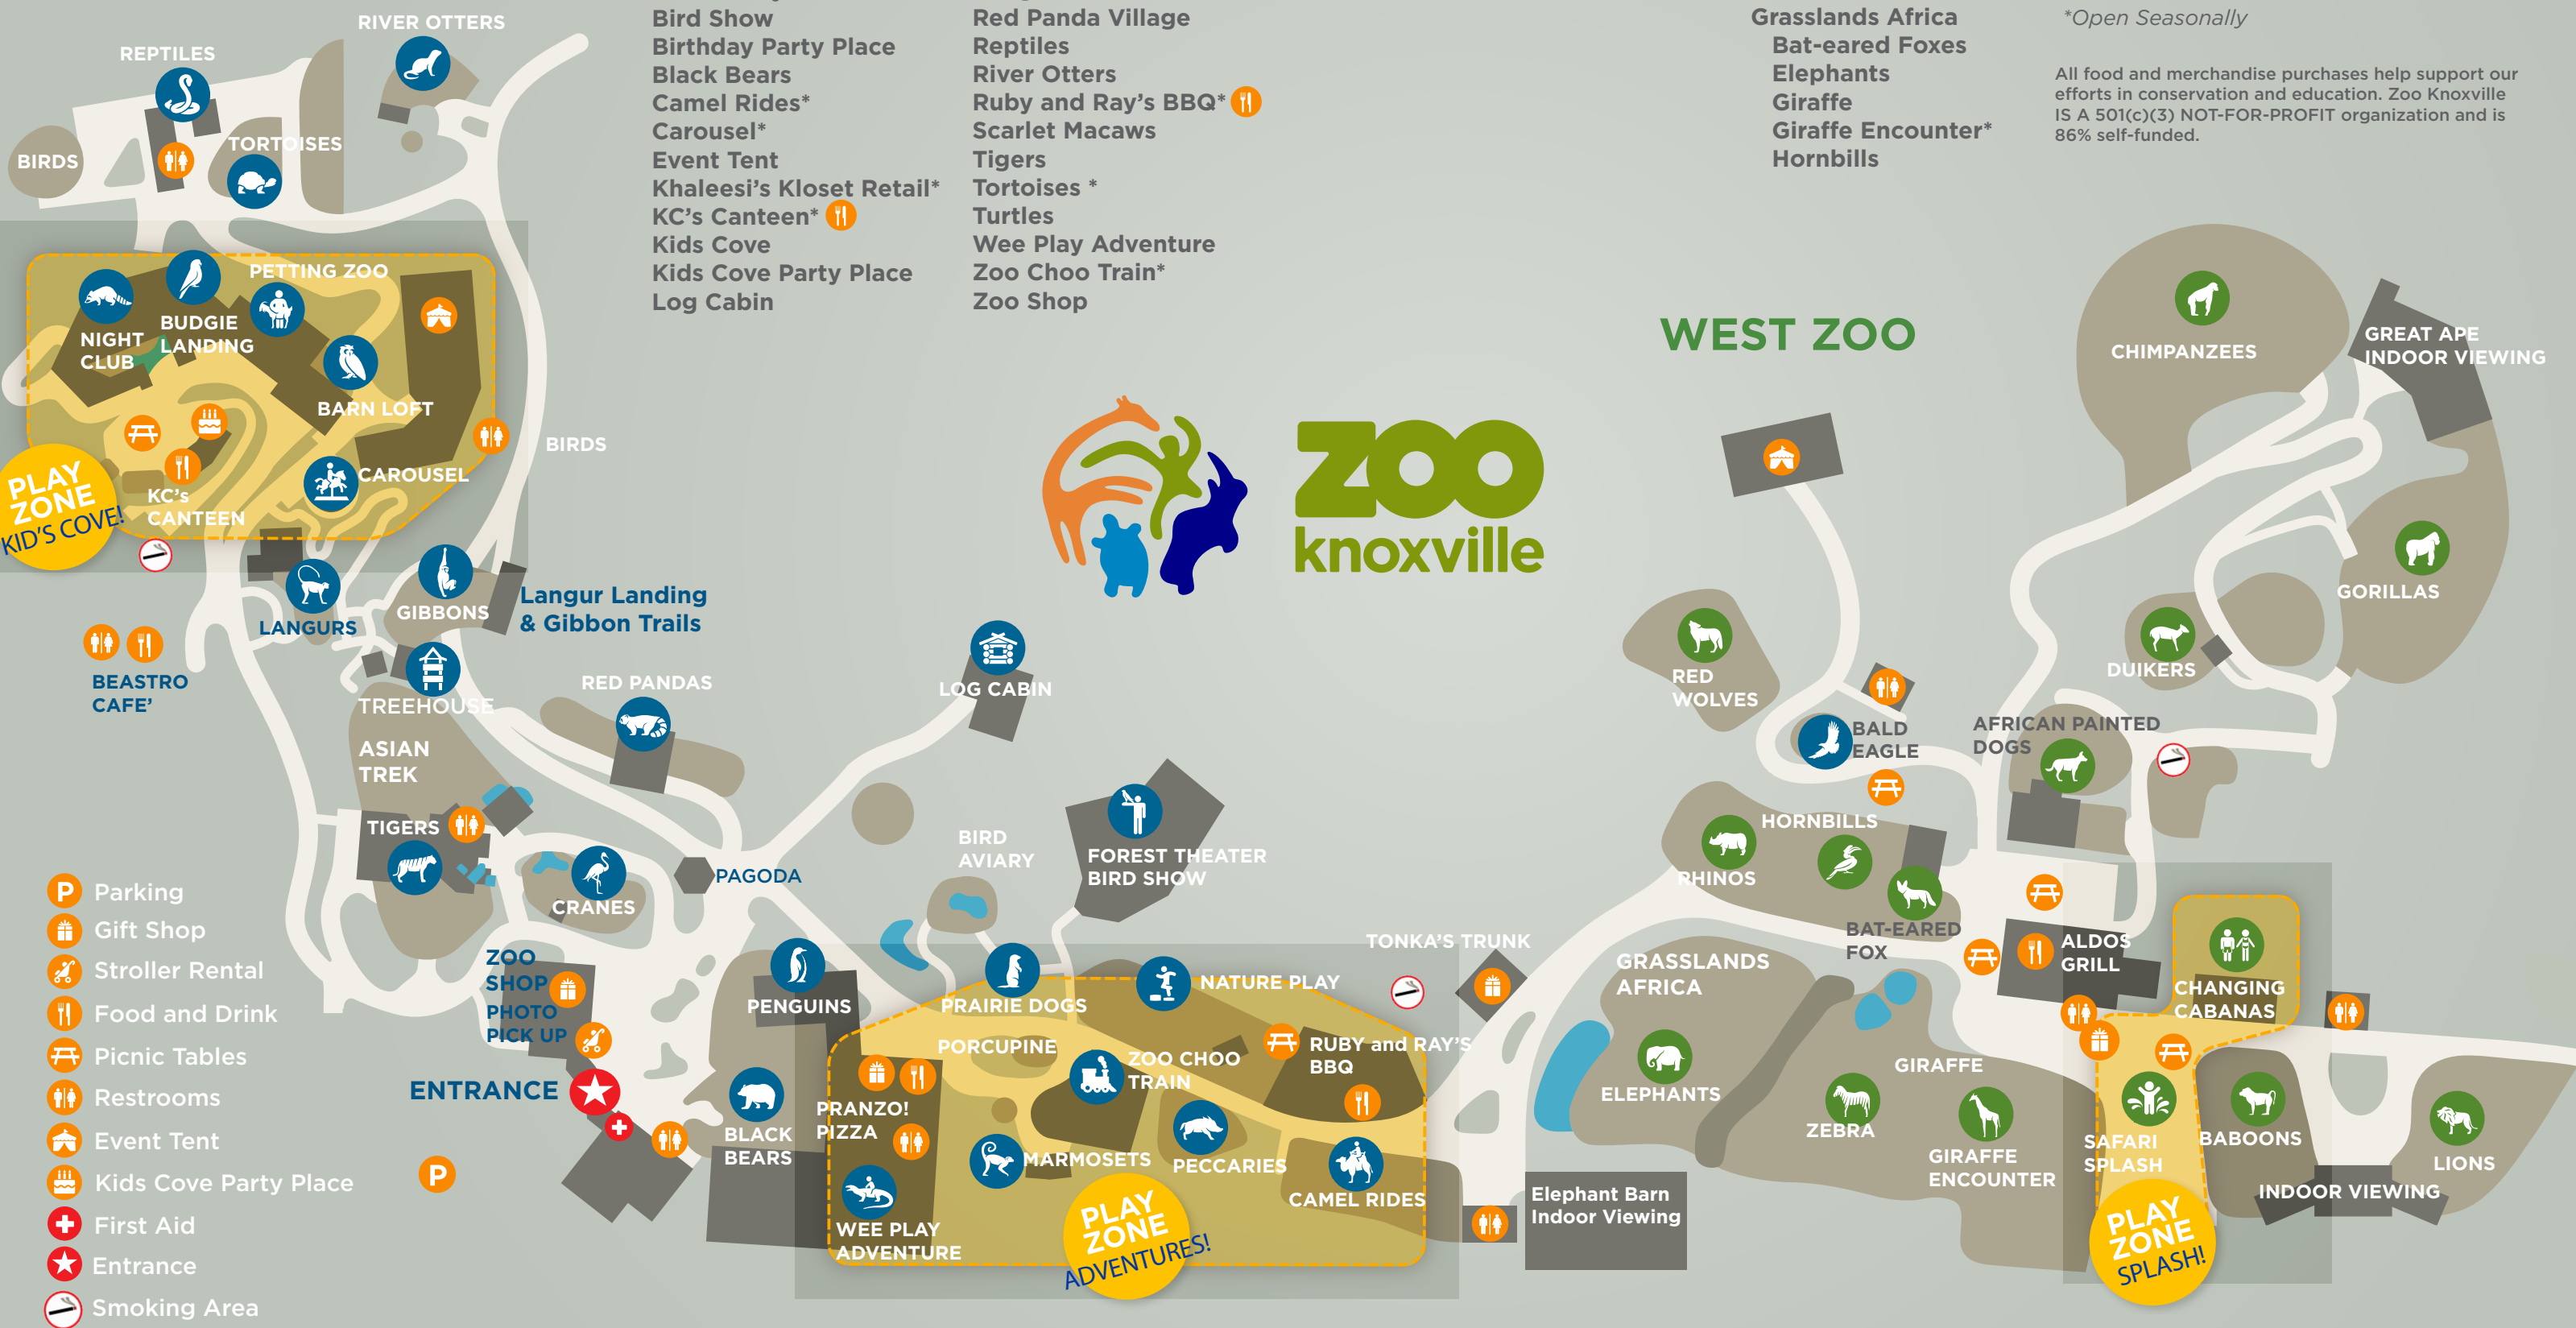 Bird Show
Birthday Party Place
Black Bears
Camel Rides*
Carousel*
Event Tent
Khaleesi's Kloset Retail*
KC's Canteen*
Kids Cove
Kids Cove Party Place
Log Cabin
Red Panda Village
Reptiles
River Otters
Ruby and Ray's BBQ*
Scarlet Macaws
Tigers
Tortoises *
Turtles
Wee Play Adventure
Zoo Choo Train*
Zoo Shop
Grasslands Africa
Bat-eared Foxes
Elephants
Giraffe
Giraffe Encounter*
Hornbills
*Open Seasonally
All food and merchandise purchases help support our
efforts in conservation and education. Zoo Knoxville
IS A 501(c)(3) NOT-FOR-PROFIT organization and is
86% self-funded.
RIVER OTTERS
REPTILES
TORTOISES
BIRDS
PETTING ZOO
BUDGIE
LANDING
NIGHT
CLUB
BARN LOFT
BIRDS
CAROUSEL
KC's
CANTEEN
PLAY
ZONE
KID'S COVE!
GIBBONS
LANGURS
Langur Landing
& Gibbon Trails
BEASTRO
CAFE'
TREEHOUSE
RED PANDAS
LOG CABIN
ASIAN
TREK
TIGERS
CRANES
PAGODA
BIRD
AVIARY
FOREST THEATER
BIRD SHOW
ZOO
SHOP
PHOTO
PICK UP
ENTRANCE
P
PENGUINS
PRAIRIE DOGS
NATURE PLAY
TONKA'S TRUNK
PORCUPINE
ZOO CHOO
TRAIN
RUBY and RAY'S
BBQ
PRANZO!
PIZZA
BLACK
BEARS
MARMOSETS
PECCARIES
CAMEL RIDES
WEE PLAY
ADVENTURE
PLAY
ZONE
ADVENTURES!
zoo
knoxville
WEST ZOO
CHIMPANZEES
GREAT APE
INDOOR VIEWING
GORILLAS
DUIKERS
RED
WOLVES
BALD
EAGLE
AFRICAN PAINTED
DOGS
HORNBILLS
RHINOS
BAT-EARED
FOX
ALDOS
GRILL
GRASSLANDS
AFRICA
CHANGING
CABANAS
ELEPHANTS
GIRAFFE
ZEBRA
GIRAFFE
ENCOUNTER
SAFARI
SPLASH
BABOONS
LIONS
INDOOR VIEWING
Elephant Barn
Indoor Viewing
PLAY
ZONE
SPLASH!
P Parking
Gift Shop
Stroller Rental
Food and Drink
Picnic Tables
Restrooms
Event Tent
Kids Cove Party Place
First Aid
Entrance
Smoking Area